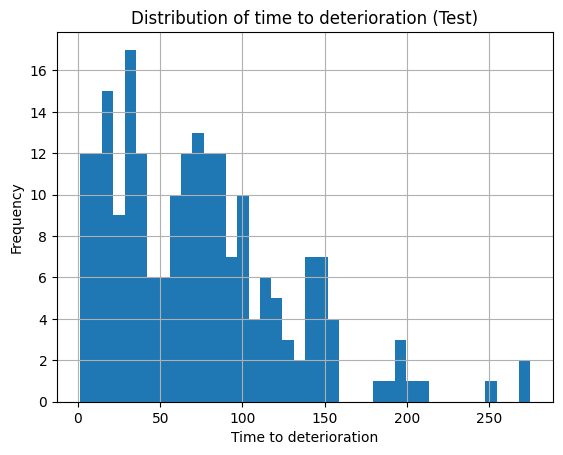 Distribution of time to deterioration (Test)
16
14
12
10
8
6
4
2
0
Frequency
0 50 100 150 200 250
Time to deterioration